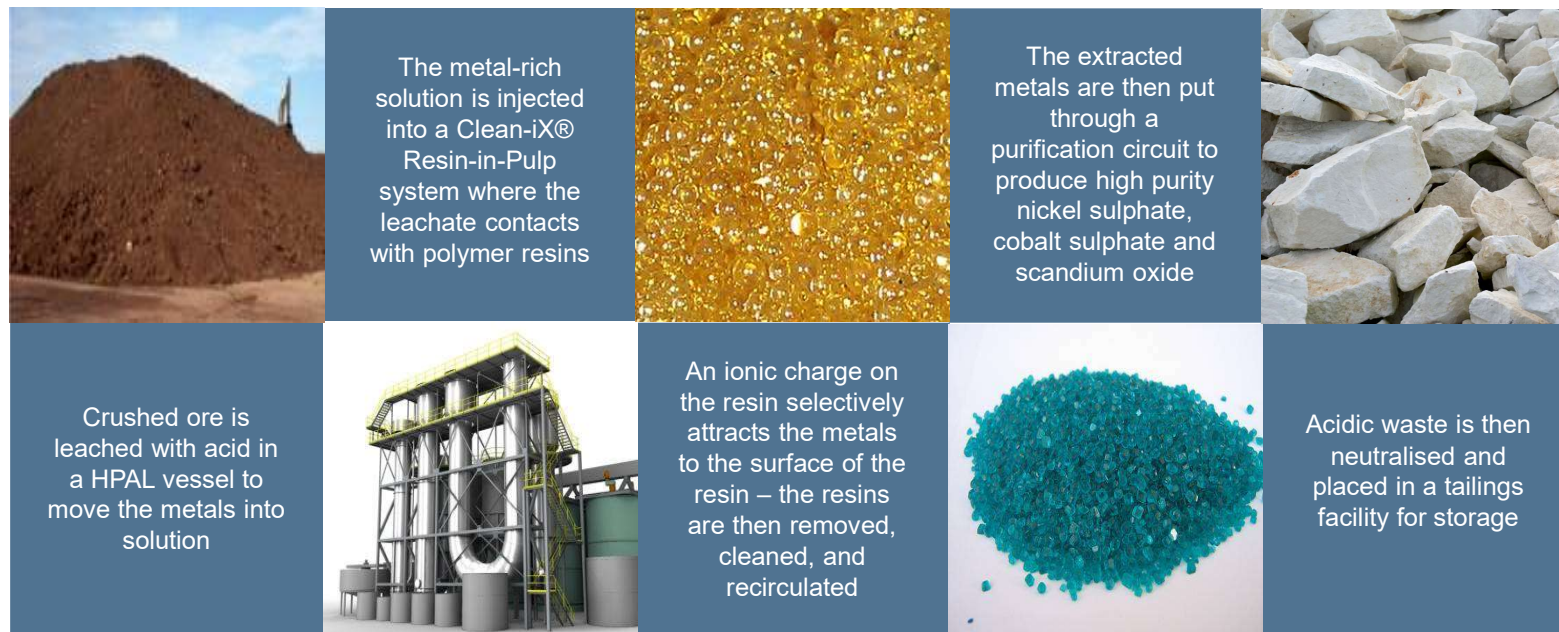 Crushed ore is
leached with acid in
a HPAL vessel to
move the metals into
solution
The metal-rich
solution is injected
into a Clean-iX®
Resin-in-Pulp
system where the
leachate contacts
with polymer resins
An ionic charge on
the resin selectively
attracts the metals
to the surface of the
resin – the resins
are then removed,
cleaned, and
recirculated
The extracted
metals are then put
through a
purification circuit to
produce high purity
nickel sulphate,
cobalt sulphate and
scandium oxide
Acidic waste is then
neutralised and
placed in a tailings
facility for storage